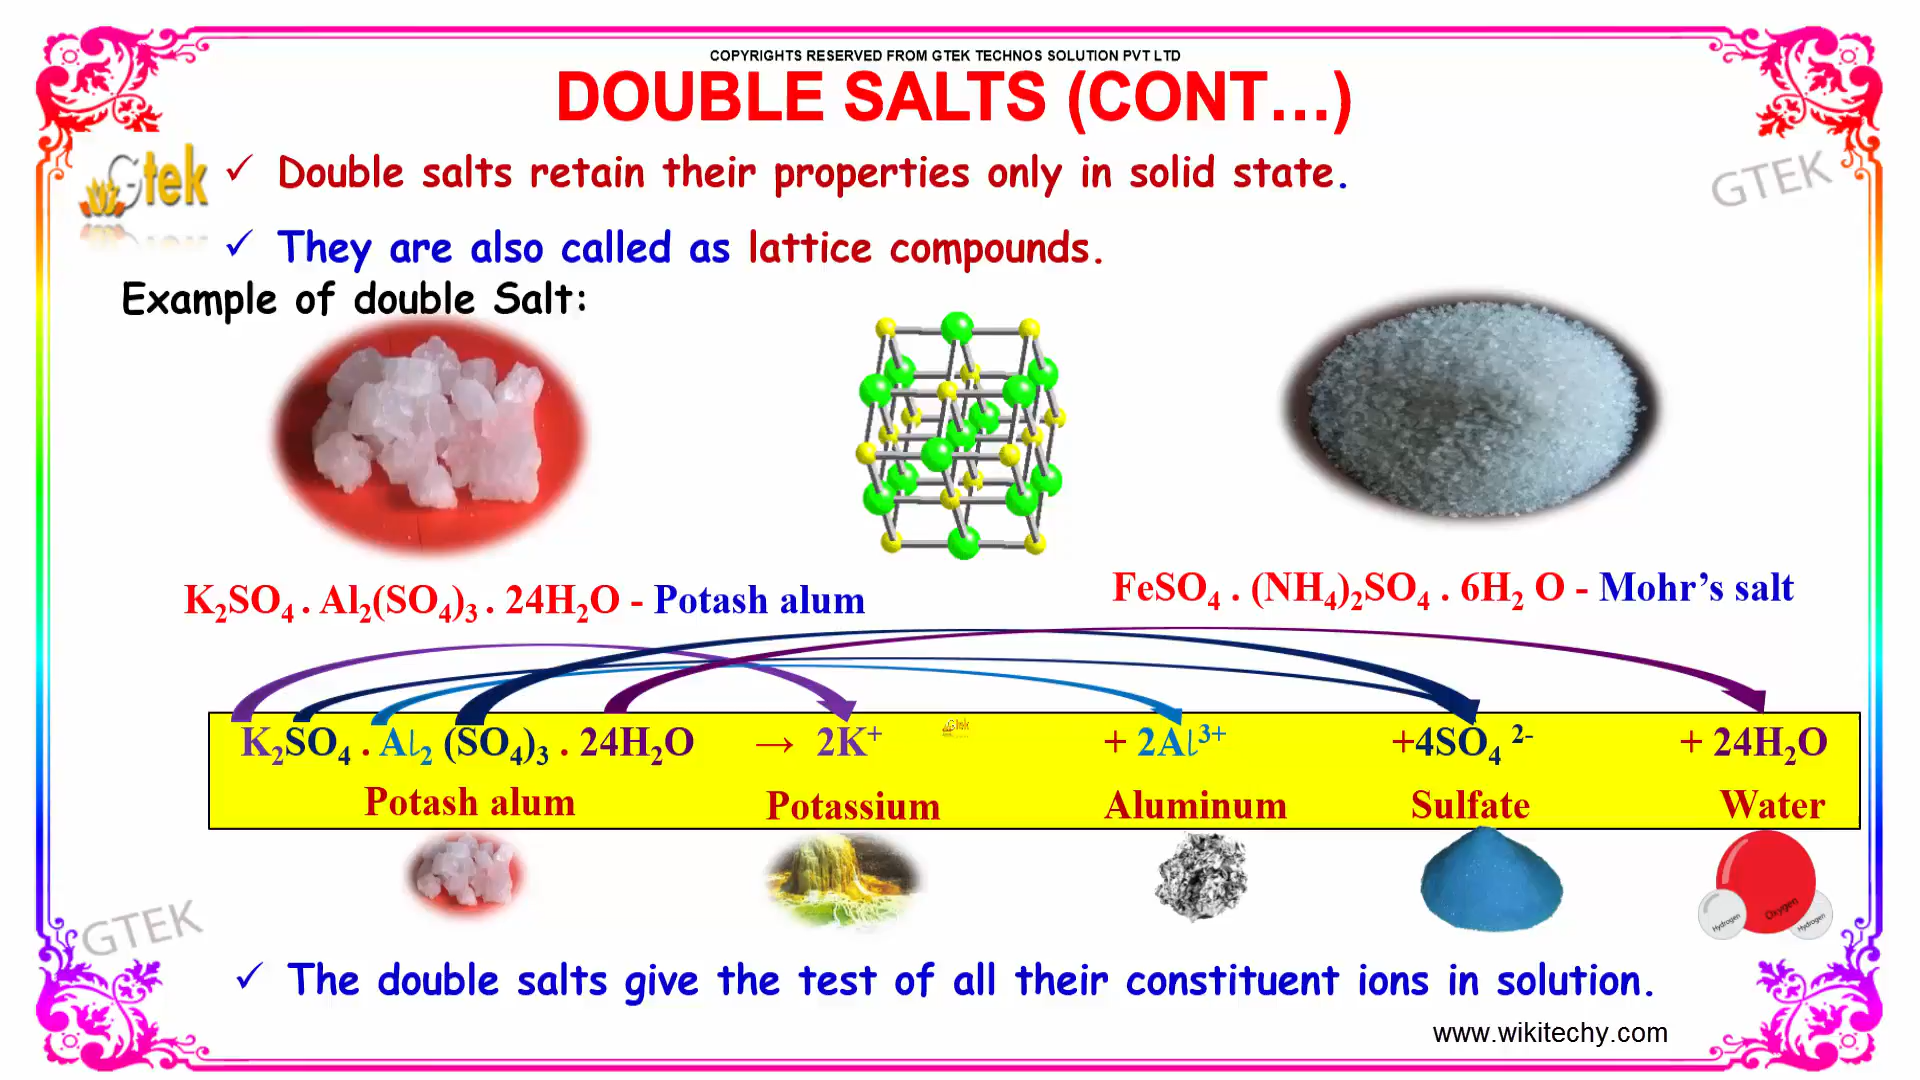 COPYRIGHTS RESERVED FROM GTEK TECHNOS SOLUTION PVT LTD
DOUBLE SALTS (CONT...)
Gtek
✓ Double salts retain their properties only in solid state.
GTEK
✓ They are also called as lattice compounds.
Example of double Salt:
K₂SO₄ . Al₂(SO₄)₃ . 24H₂O - Potash alum
FeSO₄ . (NH₄)₂SO₄ . 6H₂ O - Mohr's salt
K₂SO₄ . Al₂ (SO₄)₃ . 24H₂O → 2K⁺ + 2Al³⁺ +4SO₄ ²⁻ + 24H₂O
Gtek
Potash alum Potassium Aluminum Sulfate Water
Hydrogen Oxygen Hydrogen
GTEK
✓ The double salts give the test of all their constituent ions in solution.
www.wikitechy.com